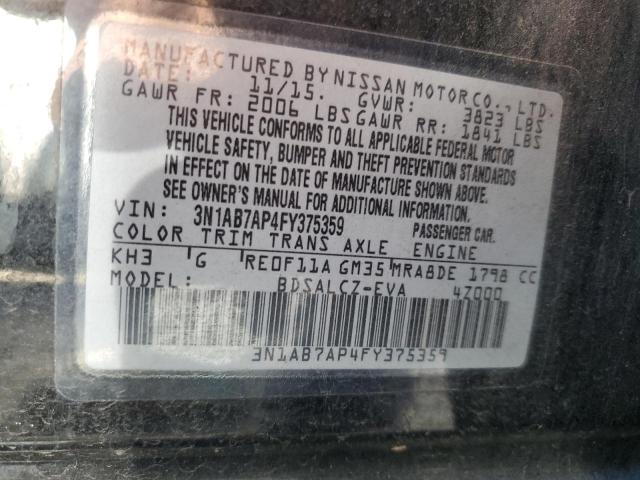 MANUFACTURED BY NISSAN MOTOR CO., LTD.
DATE: 11/15. GVWR: 3823 LBS
GAWR FR: 2006 LBS GAWR RR: 1841 LBS
THIS VEHICLE CONFORMS TO ALL APPLICABLE FEDERAL MOTOR
VEHICLE SAFETY, BUMPER AND THEFT PREVENTION STANDARDS
IN EFFECT ON THE DATE OF MANUFACTURE SHOWN ABOVE.
SEE OWNER'S MANUAL FOR ADDITIONAL INFORMATION.
VIN: 3N1AB7AP4FY375359 PASSENGER CAR.
COLOR TRIM TRANS AXLE ENGINE
KH3 G RE0F11A GM35 MRA8DE 1798 CC
MODEL: BDSALCZ-EVA 4Z000
3N1AB7AP4FY375359